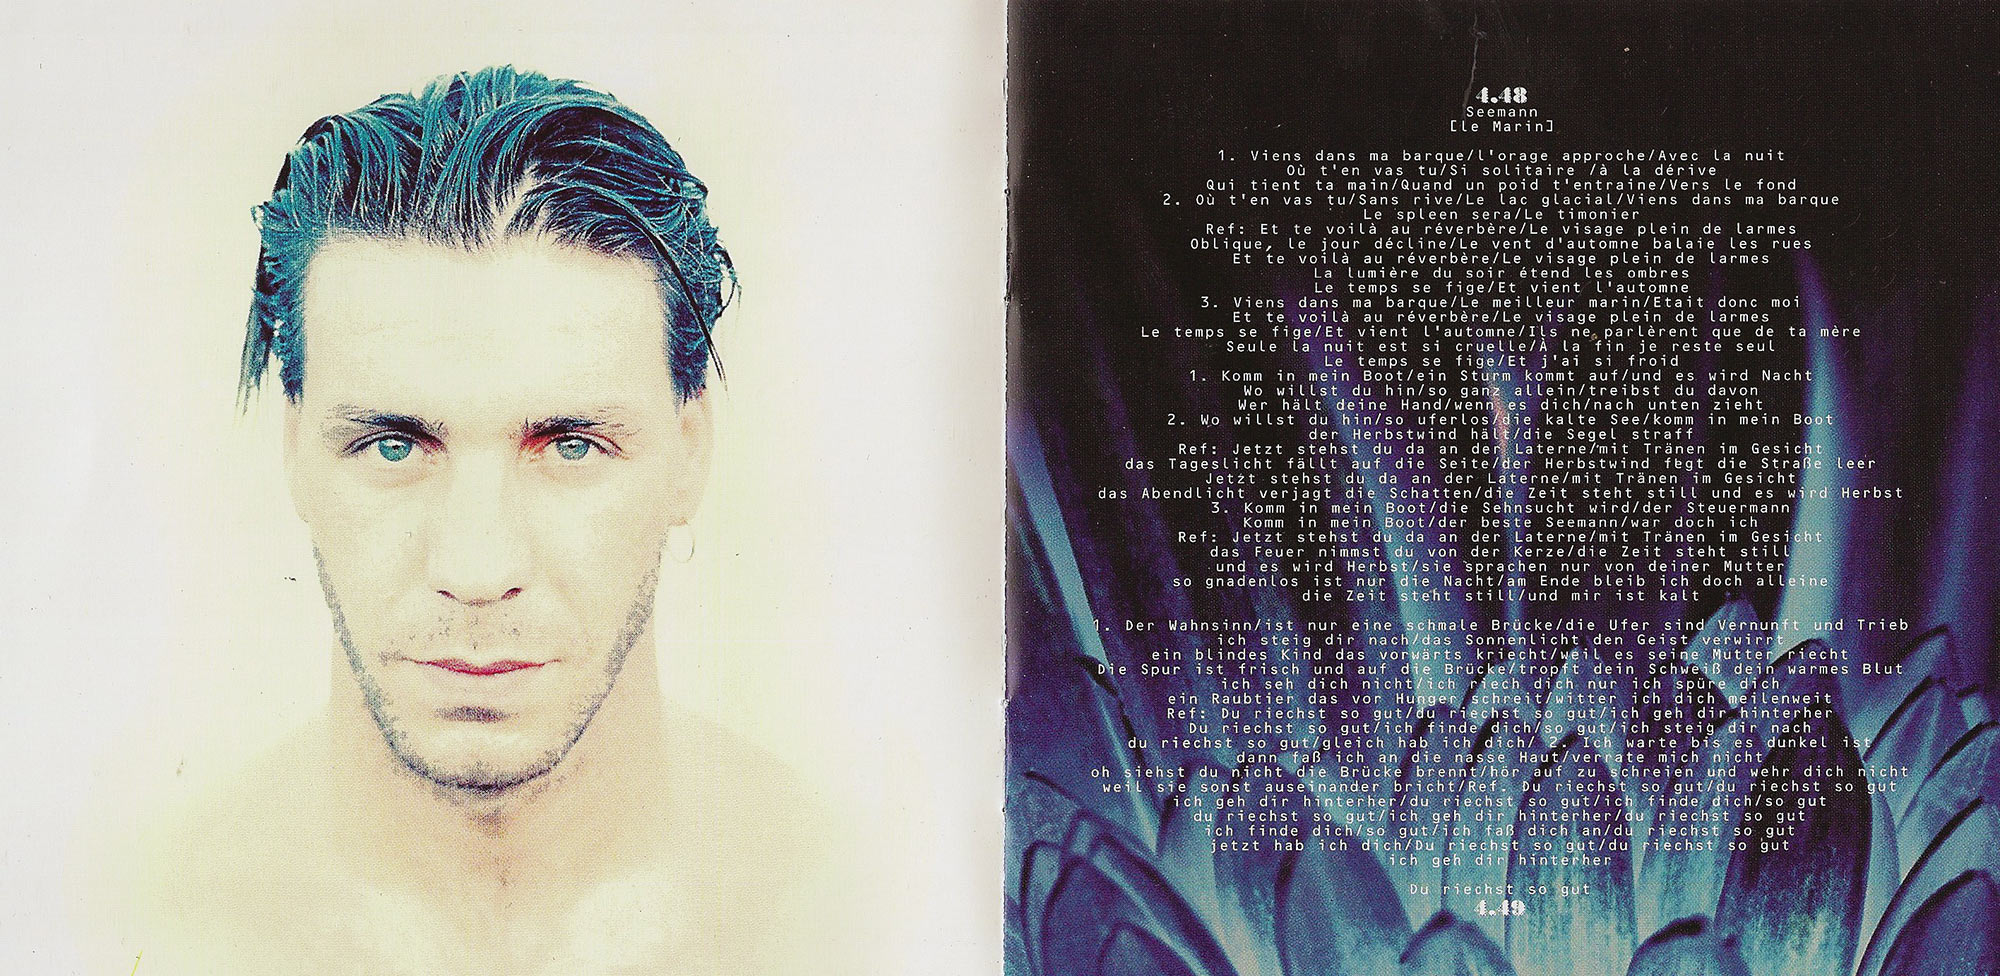 4.48
Seemann
[le Marin]
1. Viens dans ma barque/l'orage approche/Avec la nuit
Où t'en vas tu/Si solitaire /à la dérive
Qui tient ta main/Quand un poid t'entraine/Vers le fond
2. Où t'en vas tu/Sans rive/Le lac glacial/Viens dans ma barque
Le spleen sera/Le timonier
Ref: Et te voilà au réverbère/Le visage plein de larmes
Oblique, le jour décline/Le vent d'automne balaie les rues
Et te voilà au réverbère/Le visage plein de larmes
La lumière du soir étend les ombres
Le temps se fige/Et vient l'automne
3. Viens dans ma barque/Le meilleur marin/Etait donc moi
Et te voilà au réverbère/Le visage plein de larmes
Le temps se fige/Et vient l'automne/Ils ne parlèrent que de ta mère
Seule la nuit est si cruelle/À la fin je reste seul
Le temps se fige/Et j'ai si froid
1. Komm in mein Boot/ein Sturm kommt auf/und es wird Nacht
Wo willst du hin/so ganz allein/treibst du davon
Wer hält deine Hand/wenn es dich/nach unten zieht
2. Wo willst du hin/so uferlos/die kalte See/komm in mein Boot
der Herbstwind hält/die Segel straff
Ref: Jetzt stehst du da an der Laterne/mit Tränen im Gesicht
das Tageslicht fällt auf die Seite/der Herbstwind fegt die Straße leer
Jetzt stehst du da an der Laterne/mit Tränen im Gesicht
das Abendlicht verjagt die Schatten/die Zeit steht still und es wird Herbst
3. Komm in mein Boot/die Sehnsucht wird/der Steuermann
Komm in mein Boot/der beste Seemann/war doch ich
Ref: Jetzt stehst du da an der Laterne/mit Tränen im Gesicht
das Feuer nimmst du von der Kerze/die Zeit steht still
und es wird Herbst/sie sprachen nur von deiner Mutter
so gnadenlos ist nur die Nacht/am Ende bleib ich doch alleine
die Zeit steht still/und mir ist kalt
1. Der Wahnsinn/ist nur eine schmale Brücke/die Ufer sind Vernunft und Trieb
ich steig dir nach/das Sonnenlicht den Geist verwirrt
ein blindes Kind das vorwärts kriecht/weil es seine Mutter riecht
Die Spur ist frisch und auf die Brücke/tropft dein Schweiß dein warmes Blut
ich seh dich nicht/ich riech dich nur ich spüre dich
ein Raubtier das vor Hunger schreit/witter ich dich meilenweit
Ref: Du riechst so gut/du riechst so gut/ich geh dir hinterher
Du riechst so gut/ich finde dich/so gut/ich steig dir nach
du riechst so gut/gleich hab ich dich/ 2. Ich warte bis es dunkel ist
dann faß ich an die nasse Haut/verrate mich nicht
oh siehst du nicht die Brücke brennt/hör auf zu schreien und wehr dich nicht
weil sie sonst auseinander bricht/Ref. Du riechst so gut/du riechst so gut
ich geh dir hinterher/du riechst so gut/ich finde dich/so gut
du riechst so gut/ich geh dir hinterher/du riechst so gut
ich finde dich/so gut/ich faß dich an/du riechst so gut
jetzt hab ich dich/Du riechst so gut/du riechst so gut
ich geh dir hinterher
Du riechst so gut
4.49